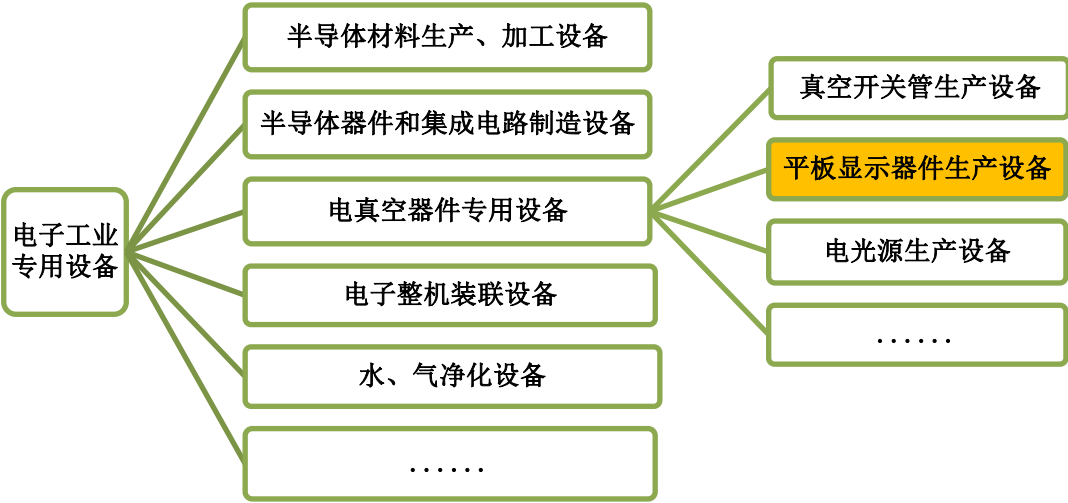 电子工业
专用设备
半导体材料生产、加工设备
半导体器件和集成电路制造设备
电真空器件专用设备
电子整机装联设备
水、气净化设备
......
真空开关管生产设备
平板显示器件生产设备
电光源生产设备
......